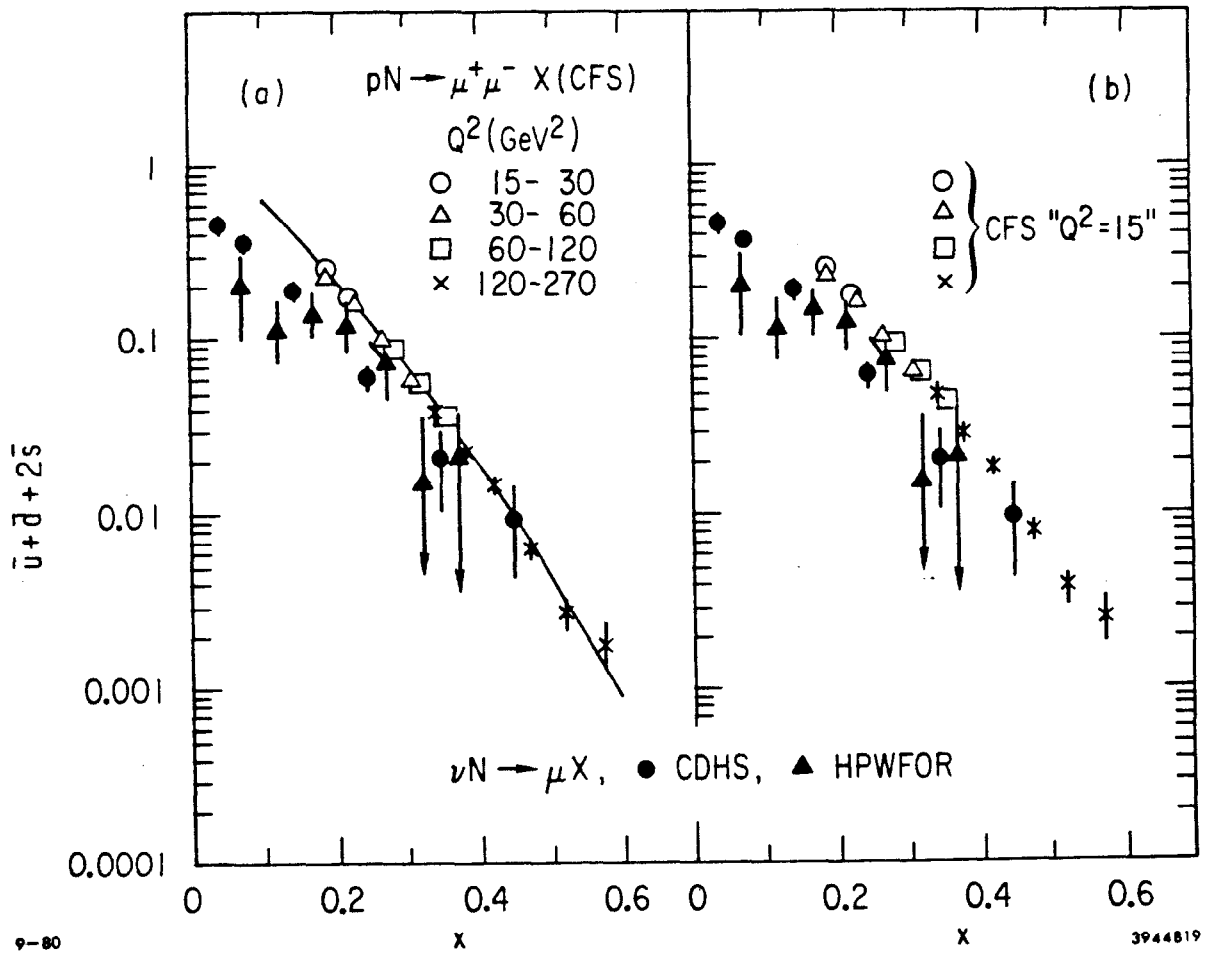 (a)
pN → μ⁺μ⁻ X (CFS)
Q² (GeV²)
○ 15- 30
△ 30- 60
□ 60-120
× 120-270
(b)
CFS "Q²=15"
1
0.1
0.01
0.001
0.0001
ū+d̄+2s̄
νN → μX, ● CDHS, ▲ HPWFOR
0 0.2 0.4 0.6
x
0 0.2 0.4 0.6
x
9-80
3944B19